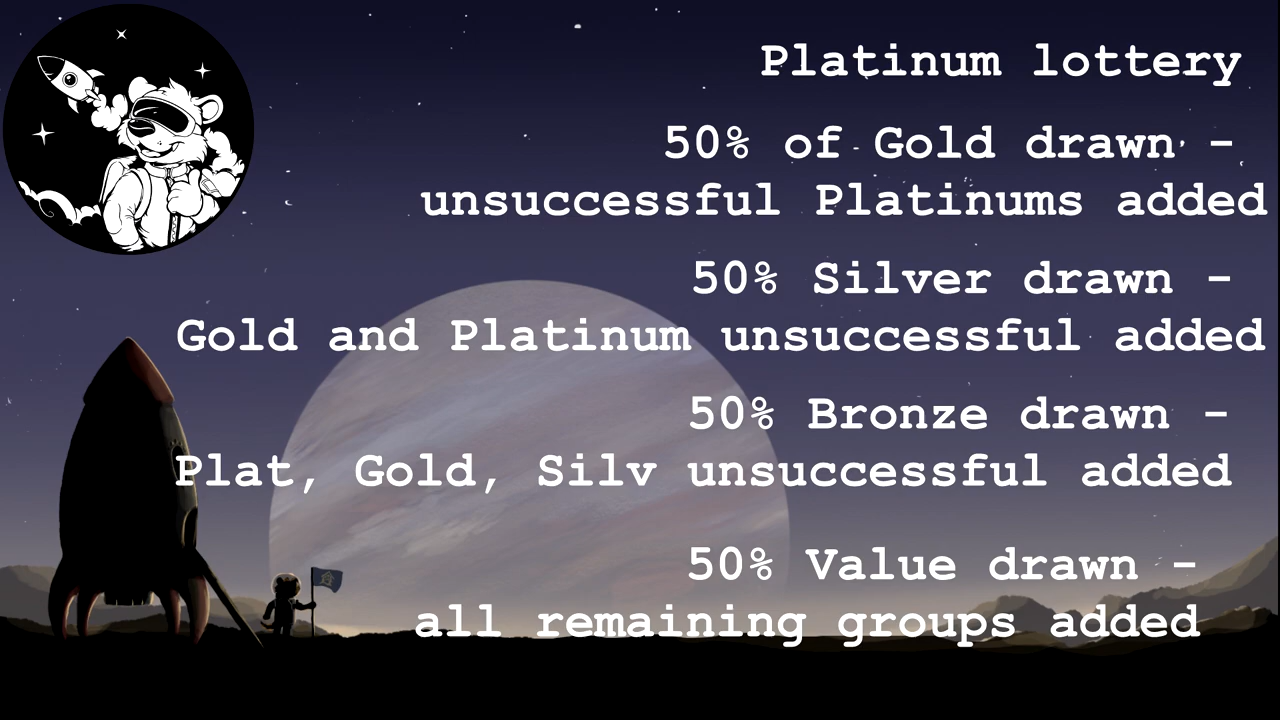 Platinum lottery
50% of Gold drawn -
unsuccessful Platinums added
50% Silver drawn -
Gold and Platinum unsuccessful added
50% Bronze drawn -
Plat, Gold, Silv unsuccessful added
50% Value drawn -
all remaining groups added